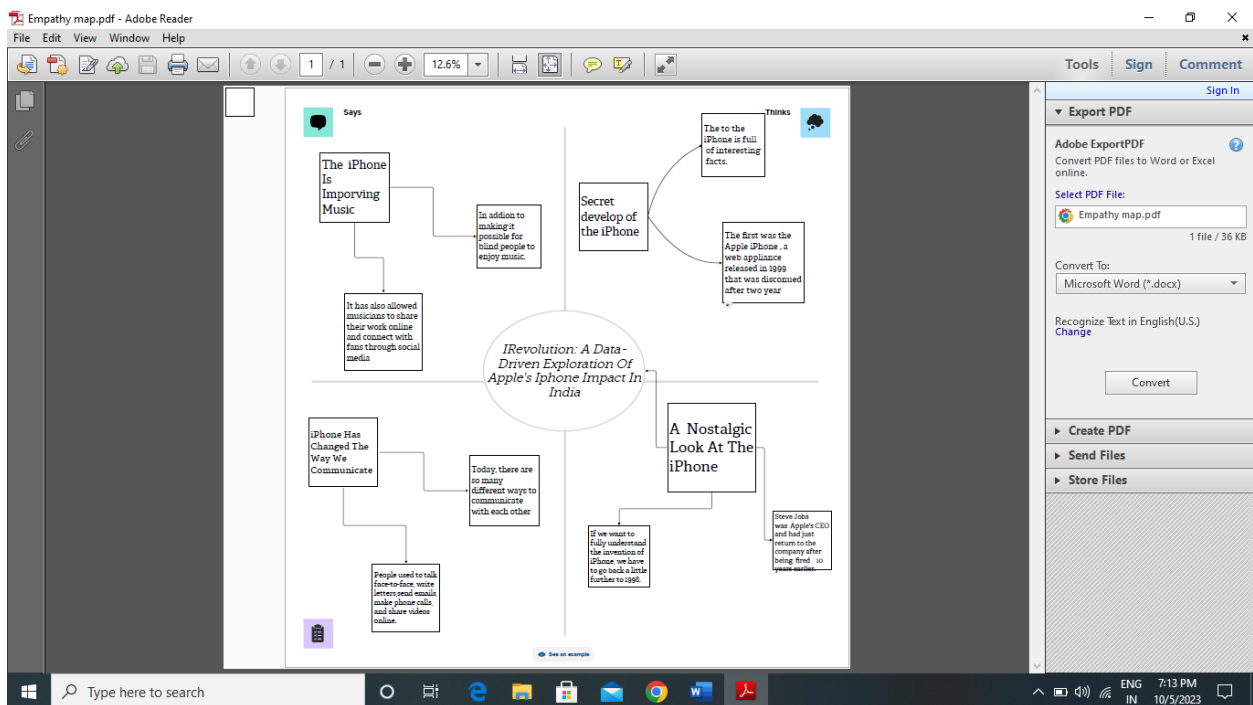 Empathy map.pdf - Adobe Reader
File Edit View Window Help
1 / 1
12.6%
Tools Sign Comment
Sign In
Says
The iPhone
Is
Imporving
Music
In addion to
making it
possible for
blind people to
enjoy music.
It has also allowed
musicians to share
their work online
and connect with
fans through social
media
Thinks
The to the
iPhone is full
of interesting
facts.
Secret
develop of
the iPhone
The first was the
Apple iPhone , a
web appliance
released in 1999
that was disconued
after two year
IRevolution: A Data-
Driven Exploration Of
Apple's Iphone Impact In
India
iPhone Has
Changed The
Way We
Communicate
Today, there are
so many
different ways to
communicate
with each other
People used to talk
face-to-face, write
letters,send emails,
make phone calls,
and share videos
online.
A Nostalgic
Look At The
iPhone
If we want to
fully understand
the invention of
iPhone, we have
to go back a little
further to 1998.
Steve Jobs
was Apple's CEO
and had just
return to the
company after
being fired 10
years earlier.
See an example
Export PDF
Adobe ExportPDF
Convert PDF files to Word or Excel
online.
Select PDF File:
Empathy map.pdf
1 file / 36 KB
Convert To:
Microsoft Word (*.docx)
Recognize Text in English(U.S.)
Change
Convert
Create PDF
Send Files
Store Files
Type here to search
ENG
IN
7:13 PM
10/5/2023